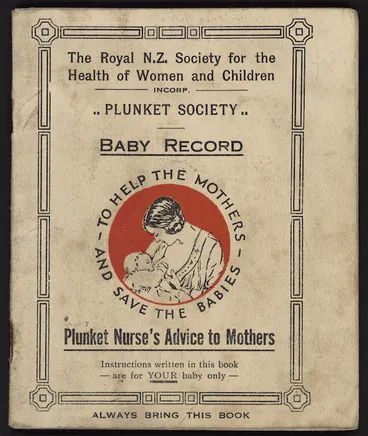 The Royal N.Z. Society for the
Health of Women and Children
INCORP.
,, PLUNKET SOCIETY ,,
BABY RECORD
- TO HELP THE MOTHERS -
AND SAVE THE BABIES
Plunket Nurse's Advice to Mothers
Instructions written in this book
— are for YOUR baby only —
ALWAYS BRING THIS BOOK